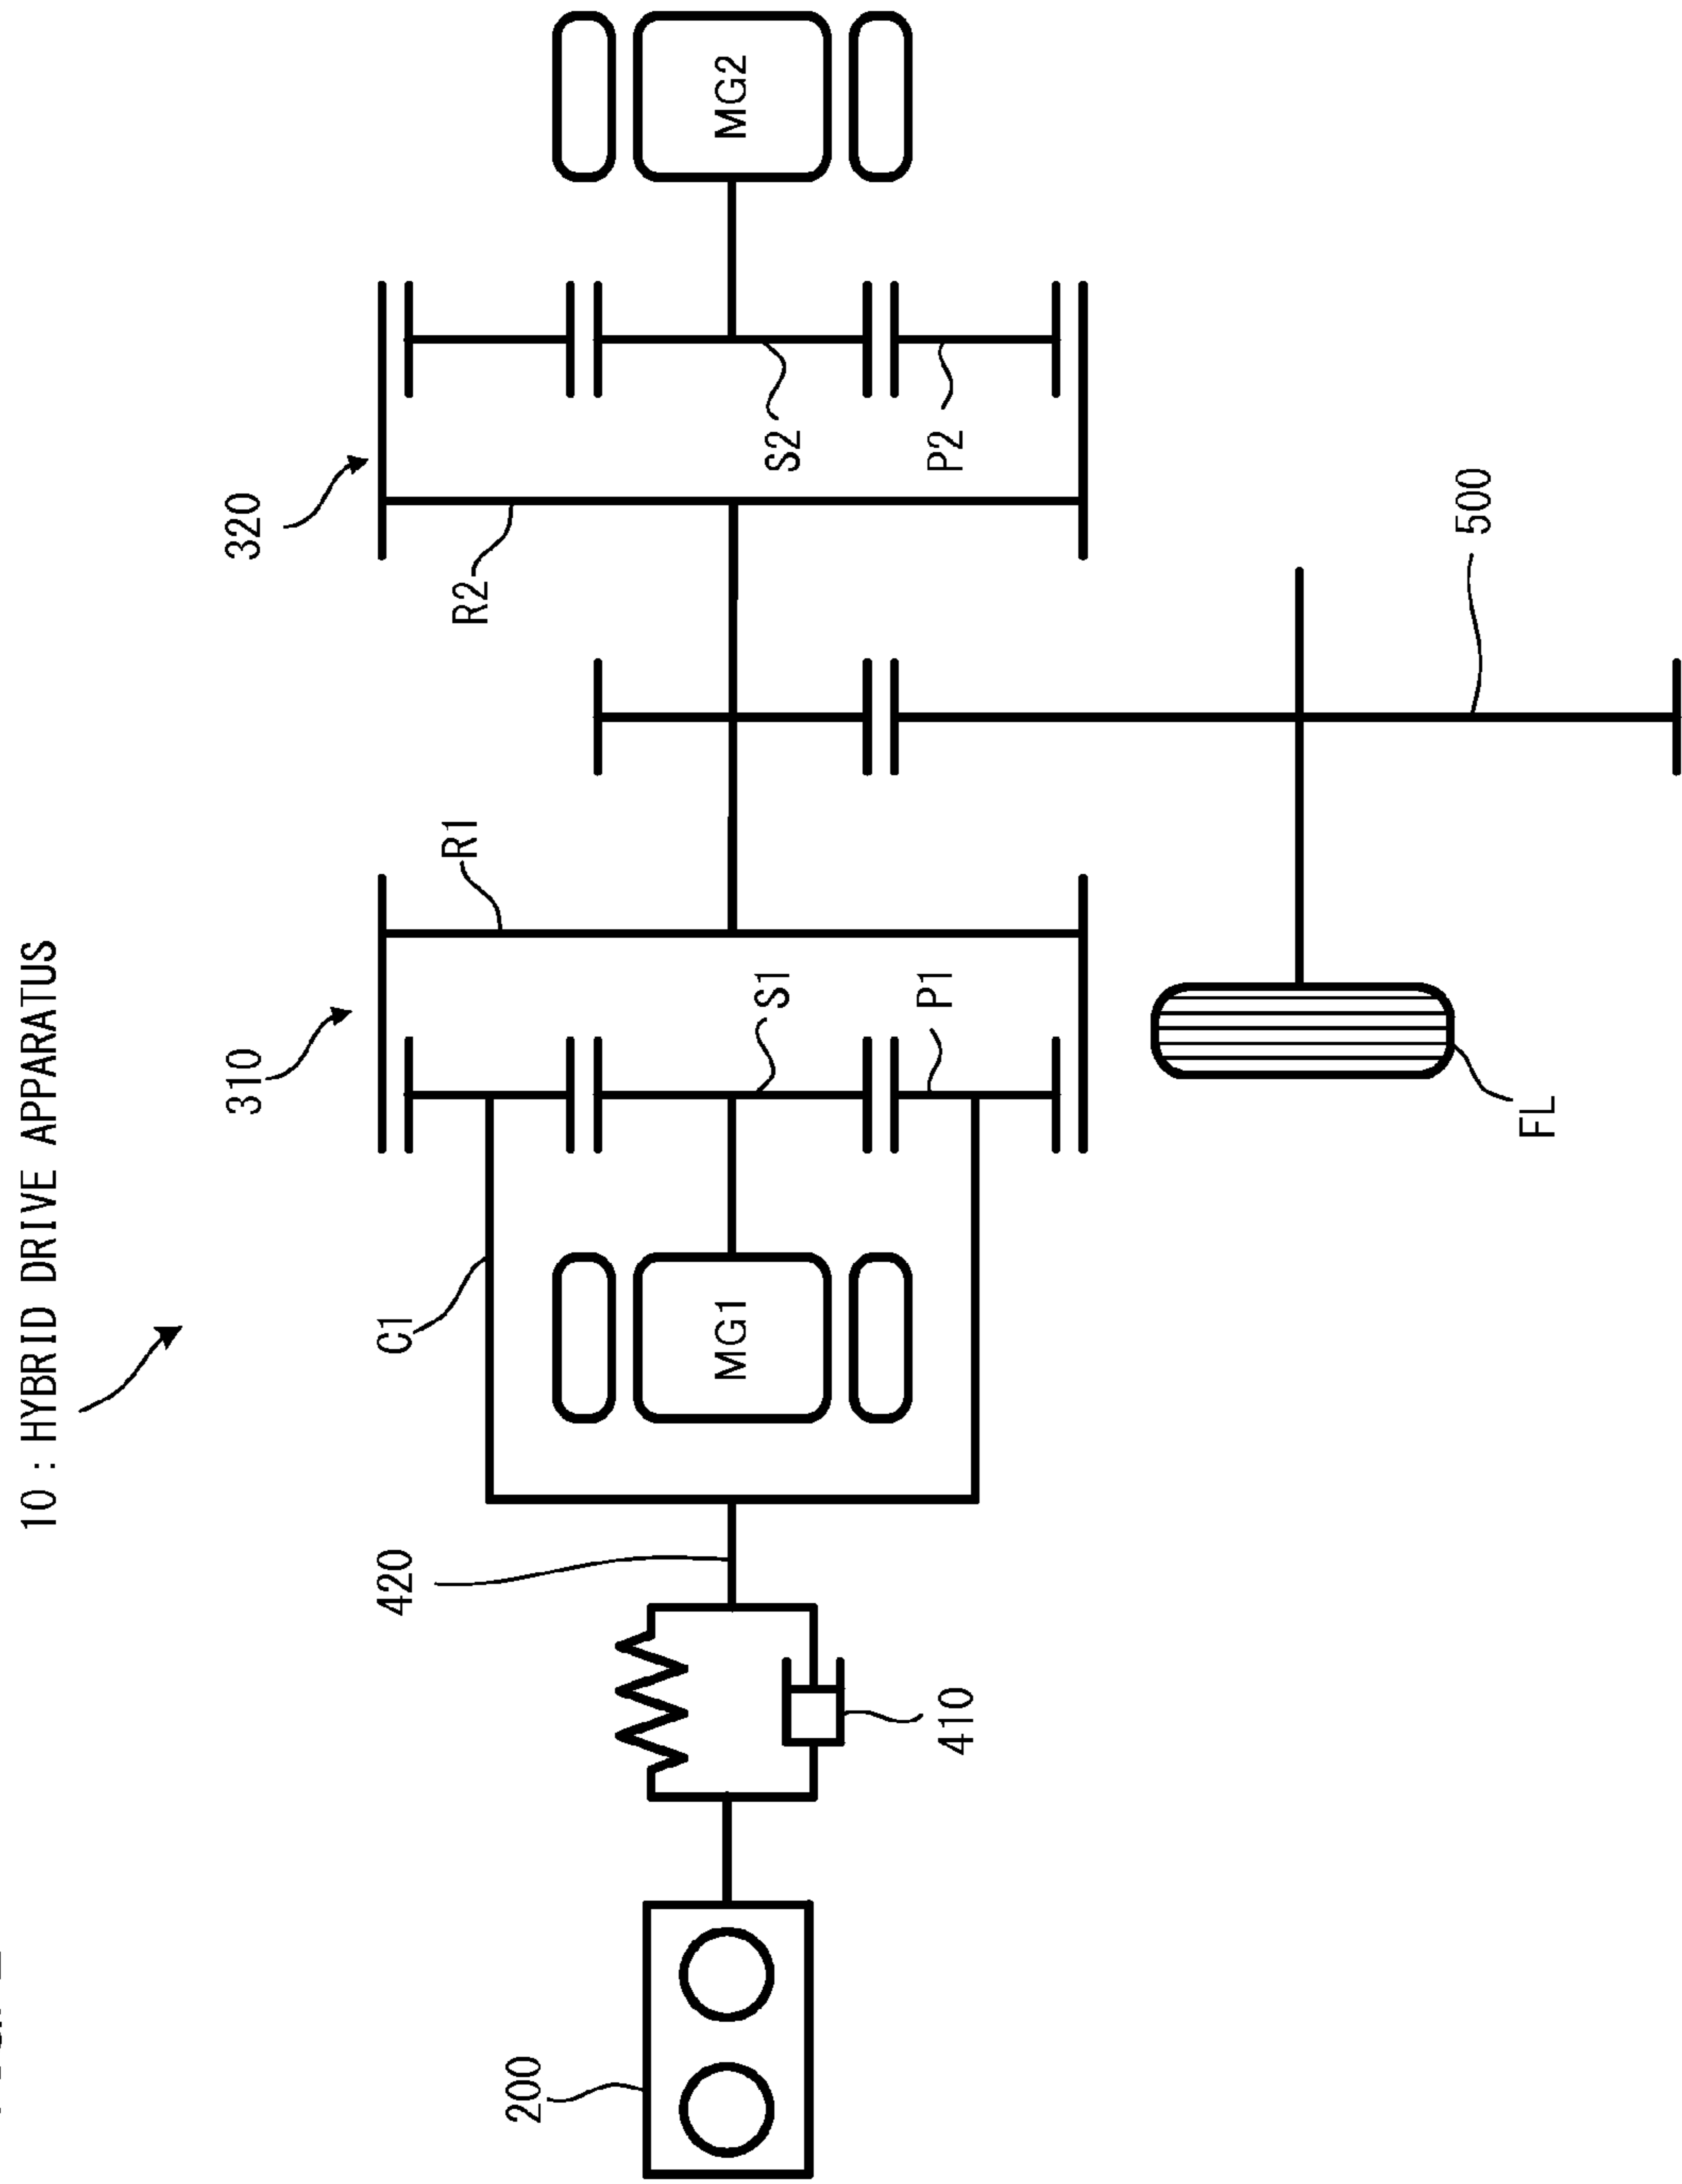 10 : HYBRID DRIVE APPARATUS
200
410
420
C1
MG1
310
S1
P1
R1
FL
R2
320
S2
P2
500
MG2